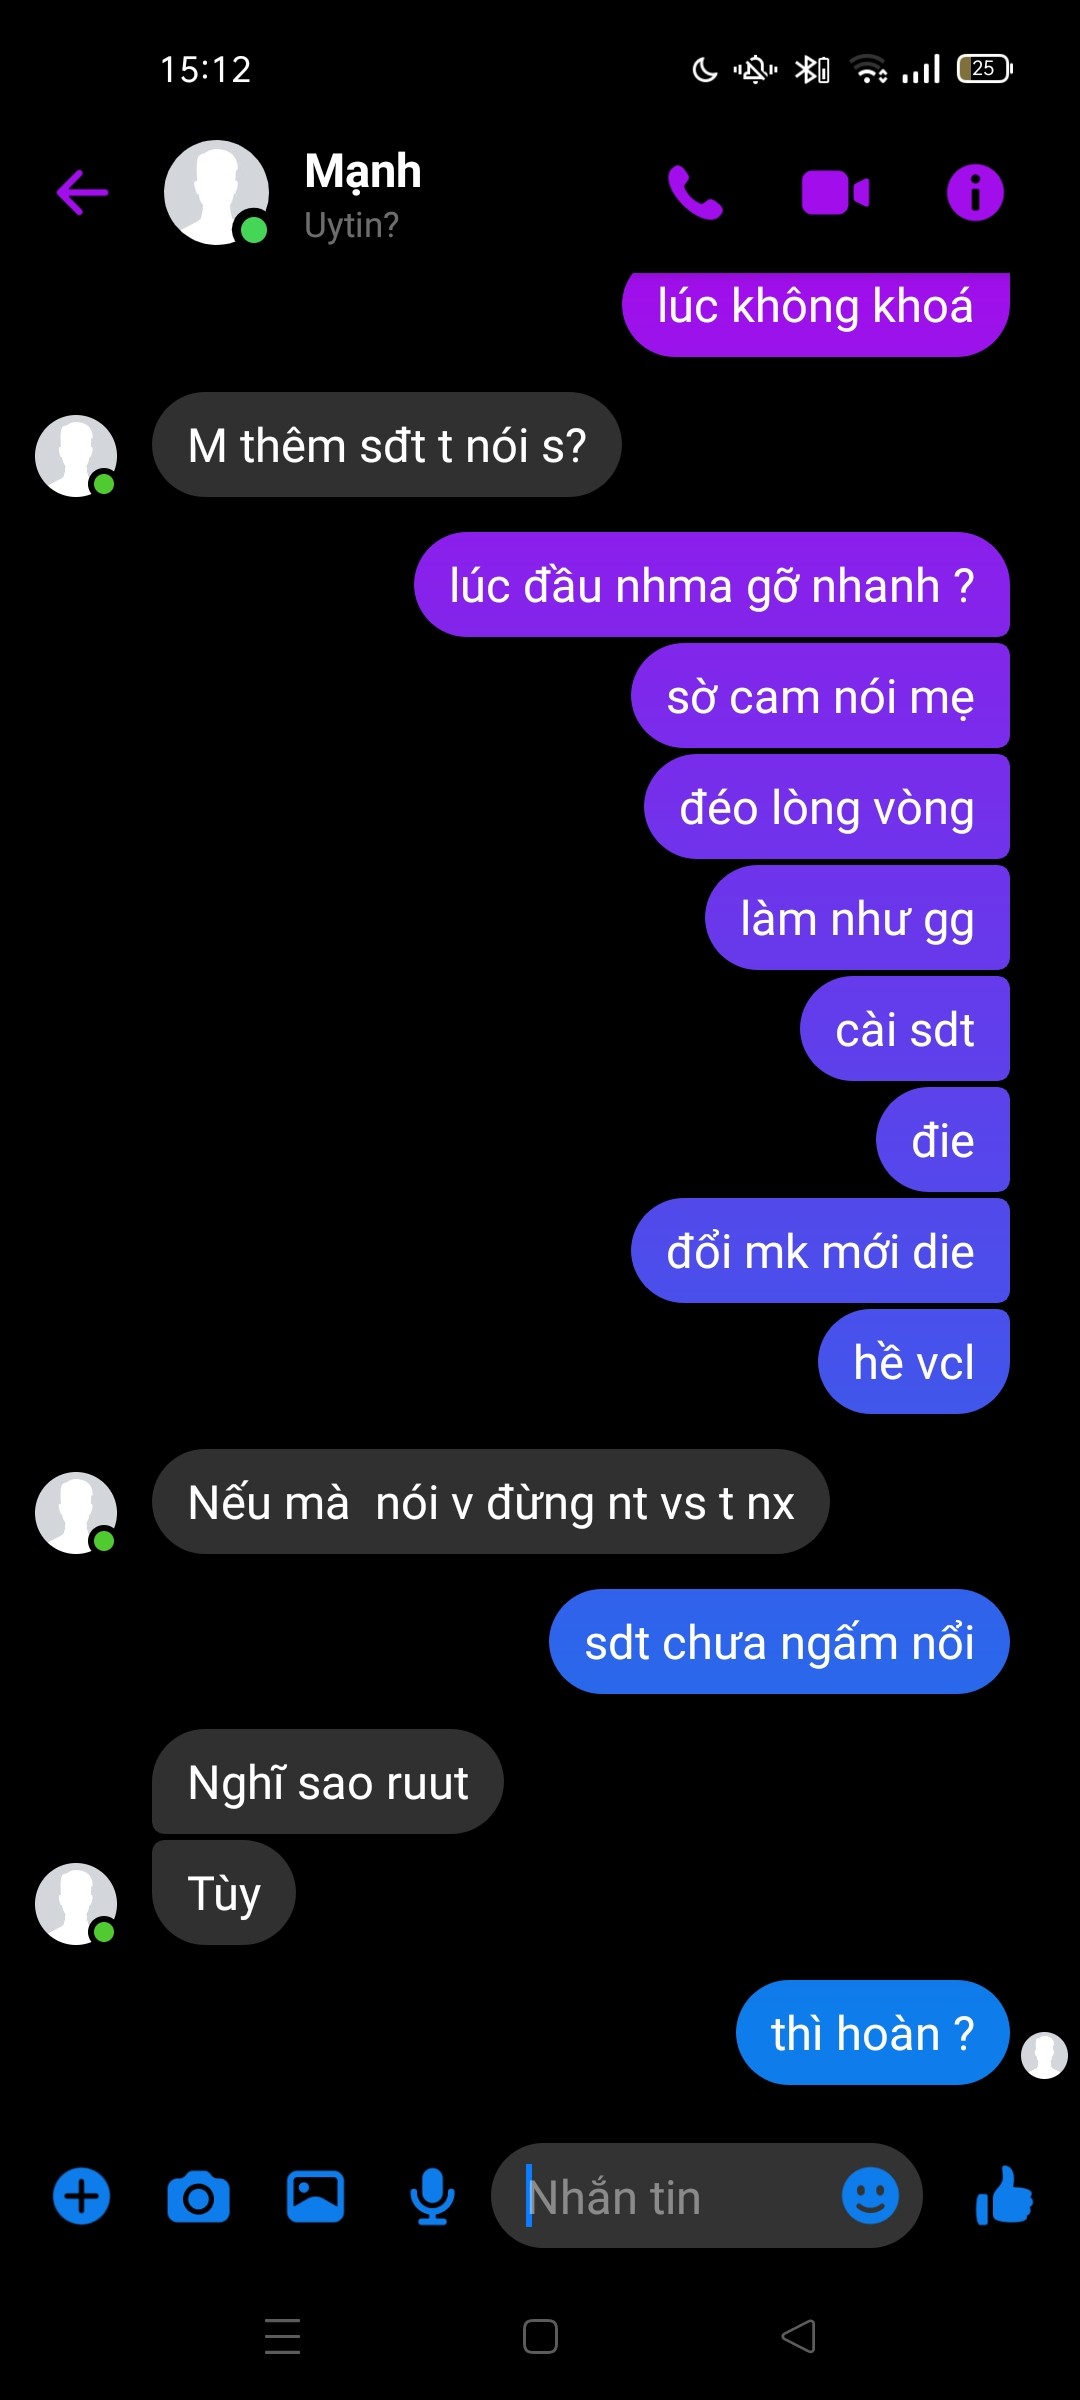 15:12
25
Mạnh
Uytin?
lúc không khoá
M thêm sđt t nói s?
lúc đầu nhma gỡ nhanh ?
sờ cam nói mẹ
đéo lòng vòng
làm như gg
cài sdt
đie
đổi mk mới die
hề vcl
Nếu mà  nói v đừng nt vs t nx
sdt chưa ngấm nổi
Nghĩ sao ruut
Tùy
thì hoàn ?
Nhắn tin